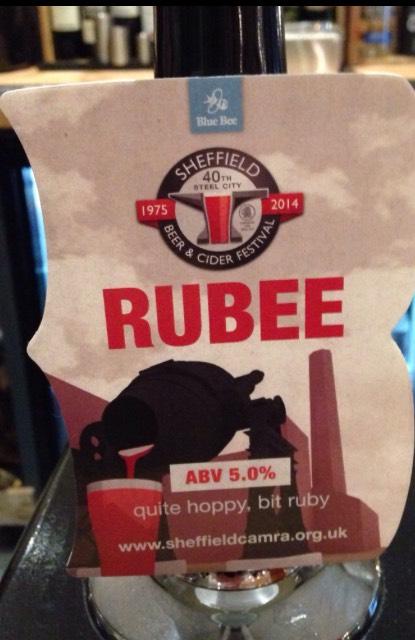 Blue Bee
SHEFFIELD
40TH
STEEL CITY
1975
2014
BEER & CIDER FESTIVAL
RUBEE
ABV 5.0%
quite hoppy, bit ruby
www.sheffieldcamra.org.uk